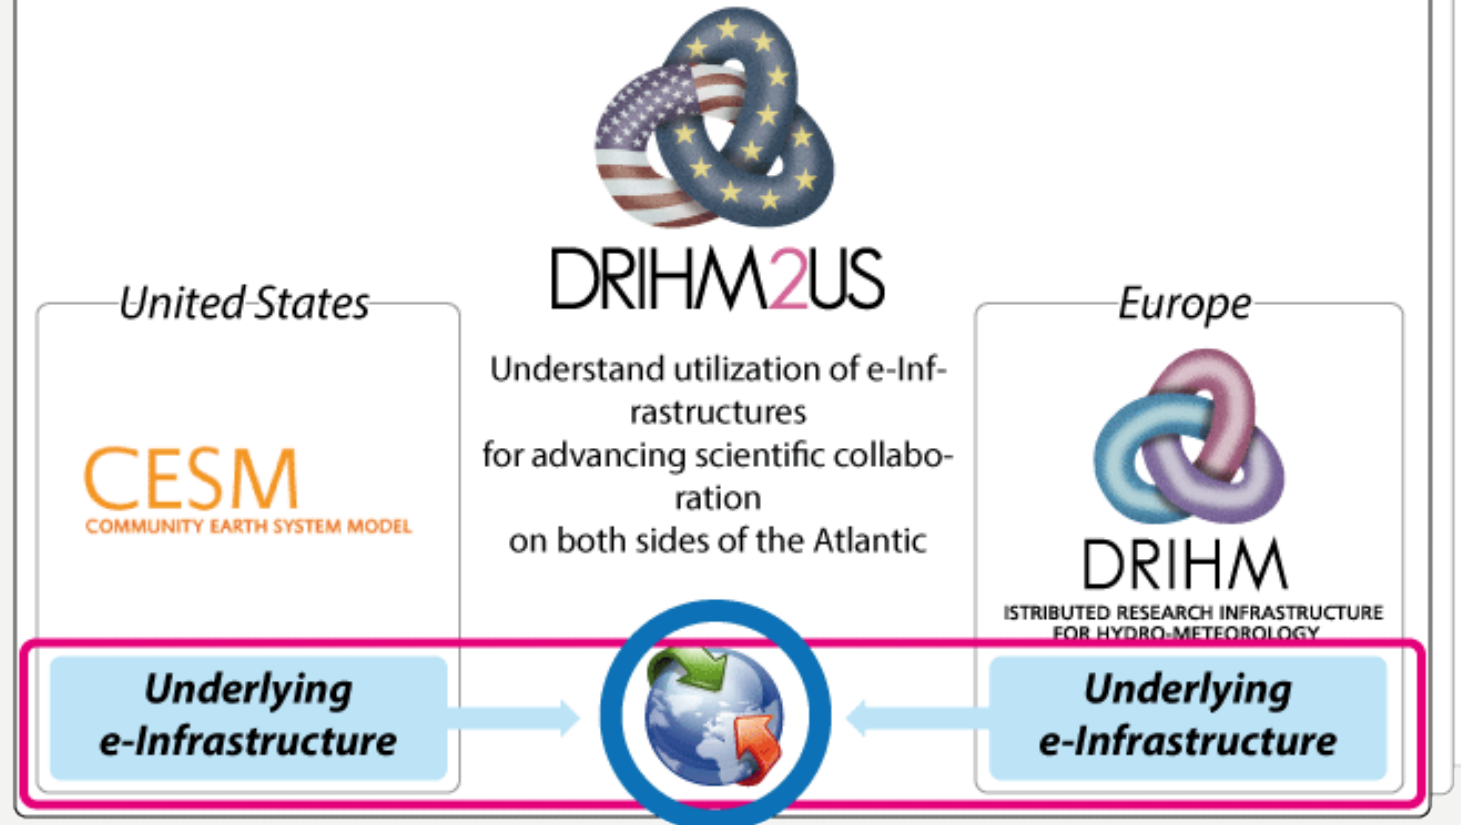 DRIHM2US
United States
Europe
Understand utilization of e-Inf-
rastructures
for advancing scientific collabo-
ration
on both sides of the Atlantic
CESM
COMMUNITY EARTH SYSTEM MODEL
DRIHM
ISTRIBUTED RESEARCH INFRASTRUCTURE
FOR HYDRO-METEOROLOGY
Underlying
e-Infrastructure
Underlying
e-Infrastructure